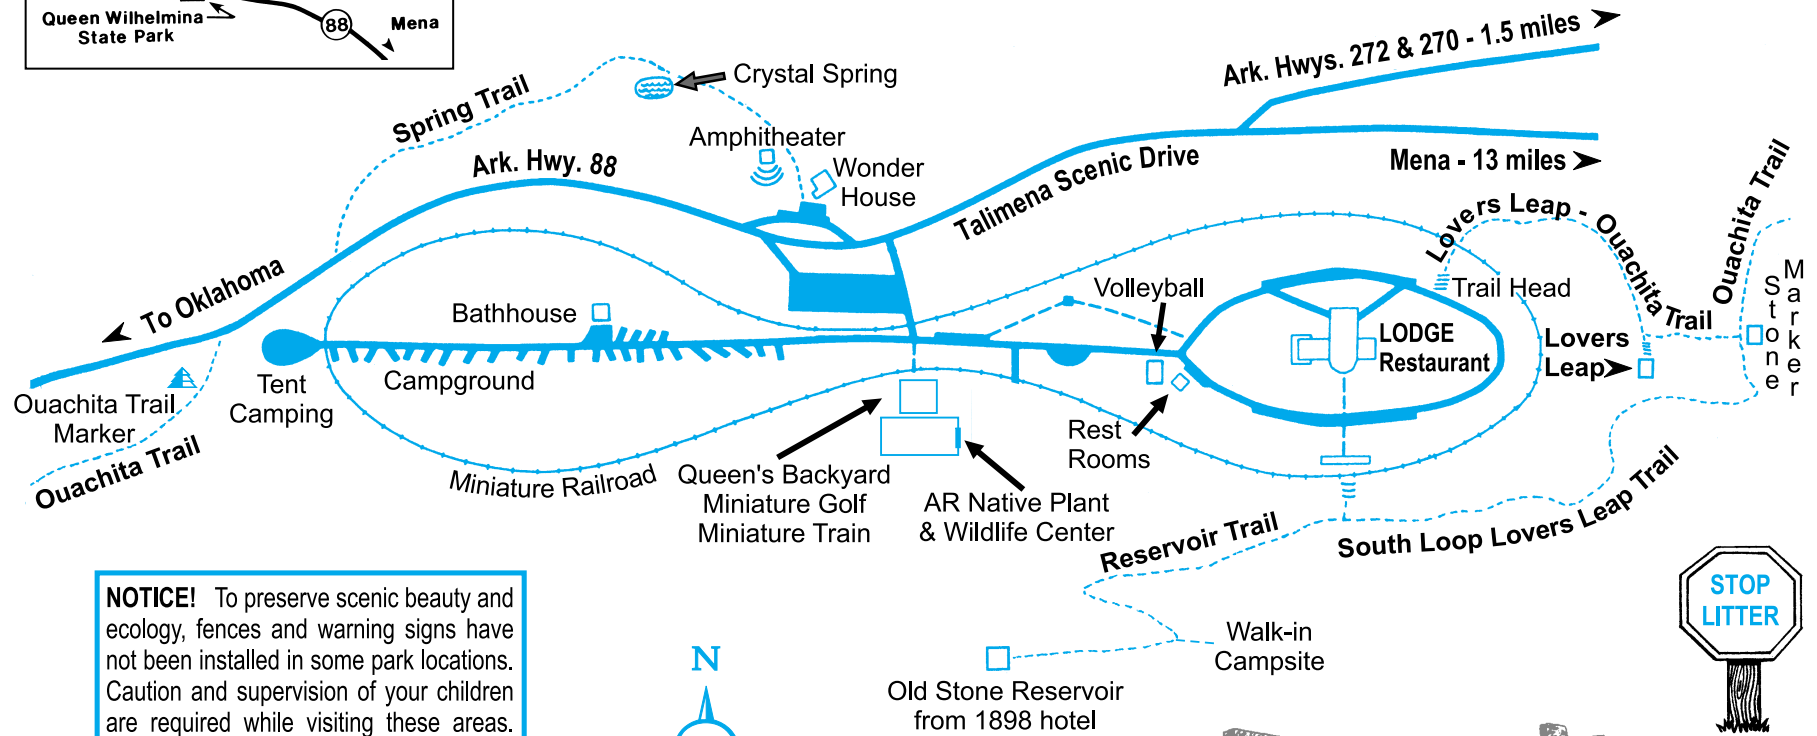 Queen Wilhelmina
State Park
88
Mena
Ark. Hwys. 272 & 270 - 1.5 miles
Crystal Spring
Spring Trail
Amphitheater
Ark. Hwy. 88
Wonder
House
Talimena Scenic Drive
Mena - 13 miles
Lovers Leap - Ouachita Trail
Ouachita Trail
Stone
Marker
To Oklahoma
Bathhouse
Volleyball
Trail Head
LODGE
Restaurant
Lovers
Leap
Tent
Camping
Campground
Ouachita Trail
Marker
Ouachita Trail
Miniature Railroad
Queen's Backyard
Miniature Golf
Miniature Train
AR Native Plant
& Wildlife Center
Rest
Rooms
Reservoir Trail
South Loop Lovers Leap Trail
NOTICE! To preserve scenic beauty and
ecology, fences and warning signs have
not been installed in some park locations.
Caution and supervision of your children
are required while visiting these areas.
N
Walk-in
Campsite
Old Stone Reservoir
from 1898 hotel
STOP
LITTER